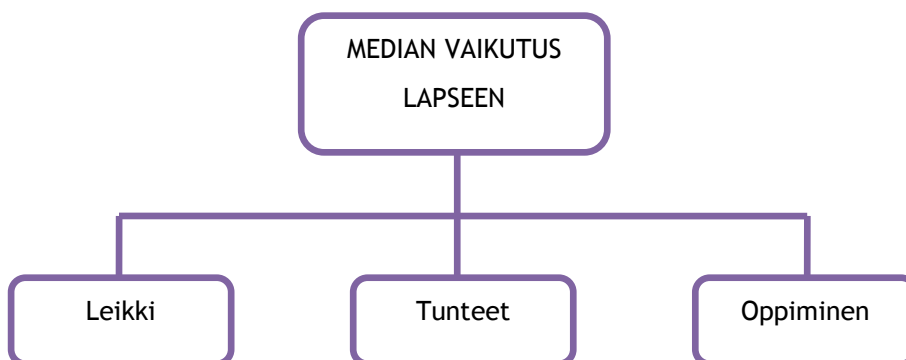 MEDIAN VAIKUTUS
LAPSEEN
Leikki
Tunteet
Oppiminen